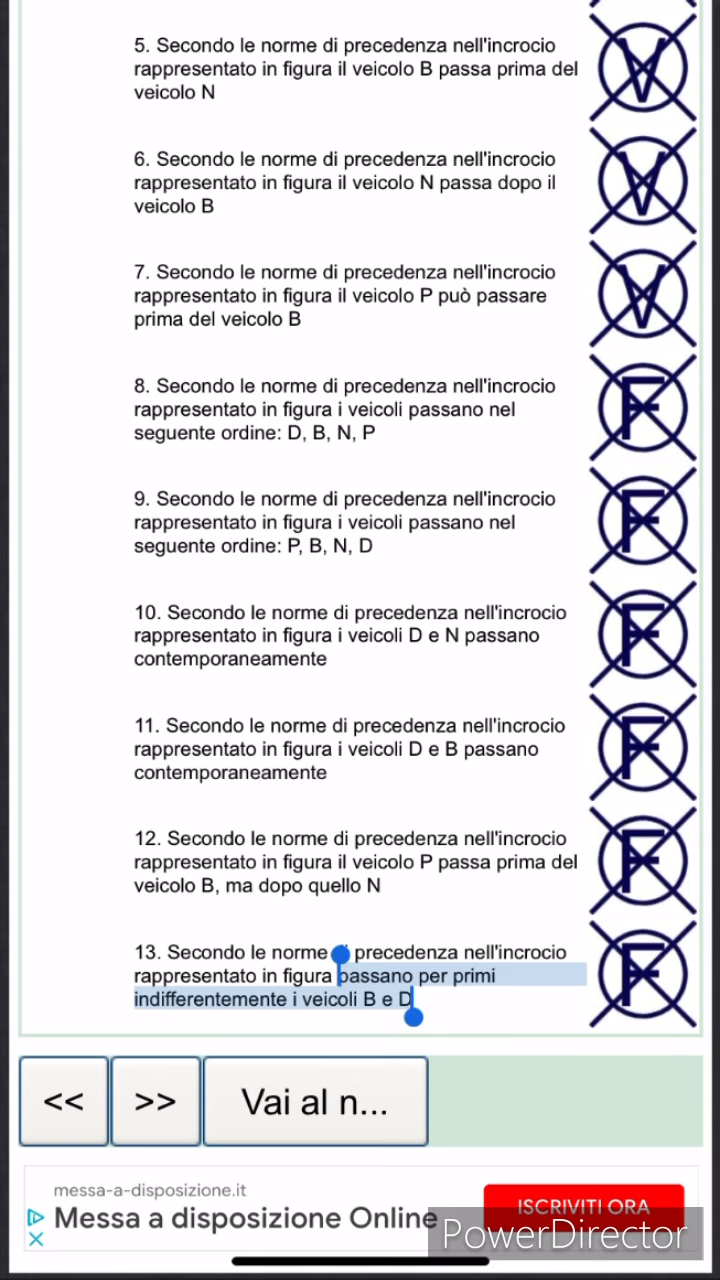 5. Secondo le norme di precedenza nell'incrocio
rappresentato in figura il veicolo B passa prima del
veicolo N
V
6. Secondo le norme di precedenza nell'incrocio
rappresentato in figura il veicolo N passa dopo il
veicolo B
V
7. Secondo le norme di precedenza nell'incrocio
rappresentato in figura il veicolo P può passare
prima del veicolo B
V
8. Secondo le norme di precedenza nell'incrocio
rappresentato in figura i veicoli passano nel
seguente ordine: D, B, N, P
F
9. Secondo le norme di precedenza nell'incrocio
rappresentato in figura i veicoli passano nel
seguente ordine: P, B, N, D
F
10. Secondo le norme di precedenza nell'incrocio
rappresentato in figura i veicoli D e N passano
contemporaneamente
F
11. Secondo le norme di precedenza nell'incrocio
rappresentato in figura i veicoli D e B passano
contemporaneamente
F
12. Secondo le norme di precedenza nell'incrocio
rappresentato in figura il veicolo P passa prima del
veicolo B, ma dopo quello N
F
13. Secondo le norme di precedenza nell'incrocio
rappresentato in figura passano per primi
indifferentemente i veicoli B e D
F
<< >> Vai al n...
messa-a-disposizione.it
Messa a disposizione Online
ISCRIVITI ORA
PowerDirector